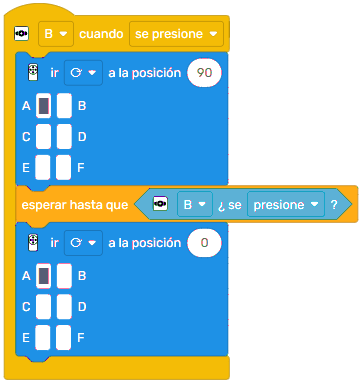 B cuando se presione
ir a la posición 90
A B
C D
E F
esperar hasta que B ¿ se presione ?
ir a la posición 0
A B
C D
E F